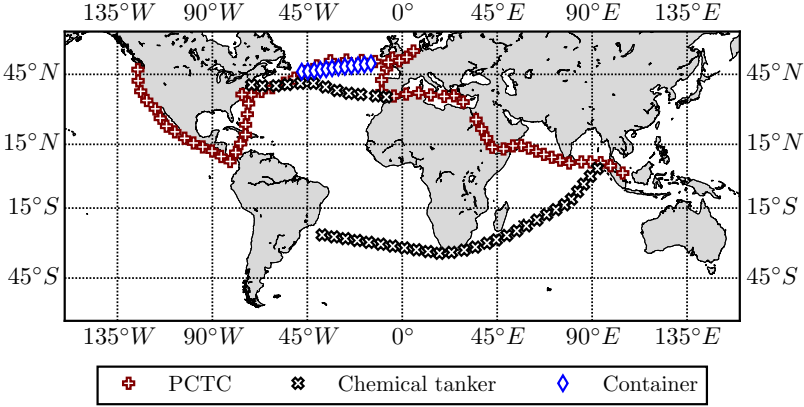 135°W 90°W 45°W 0° 45°E 90°E 135°E
45°N 45°N
15°N 15°N
15°S 15°S
45°S 45°S
135°W 90°W 45°W 0° 45°E 90°E 135°E
PCTC Chemical tanker Container